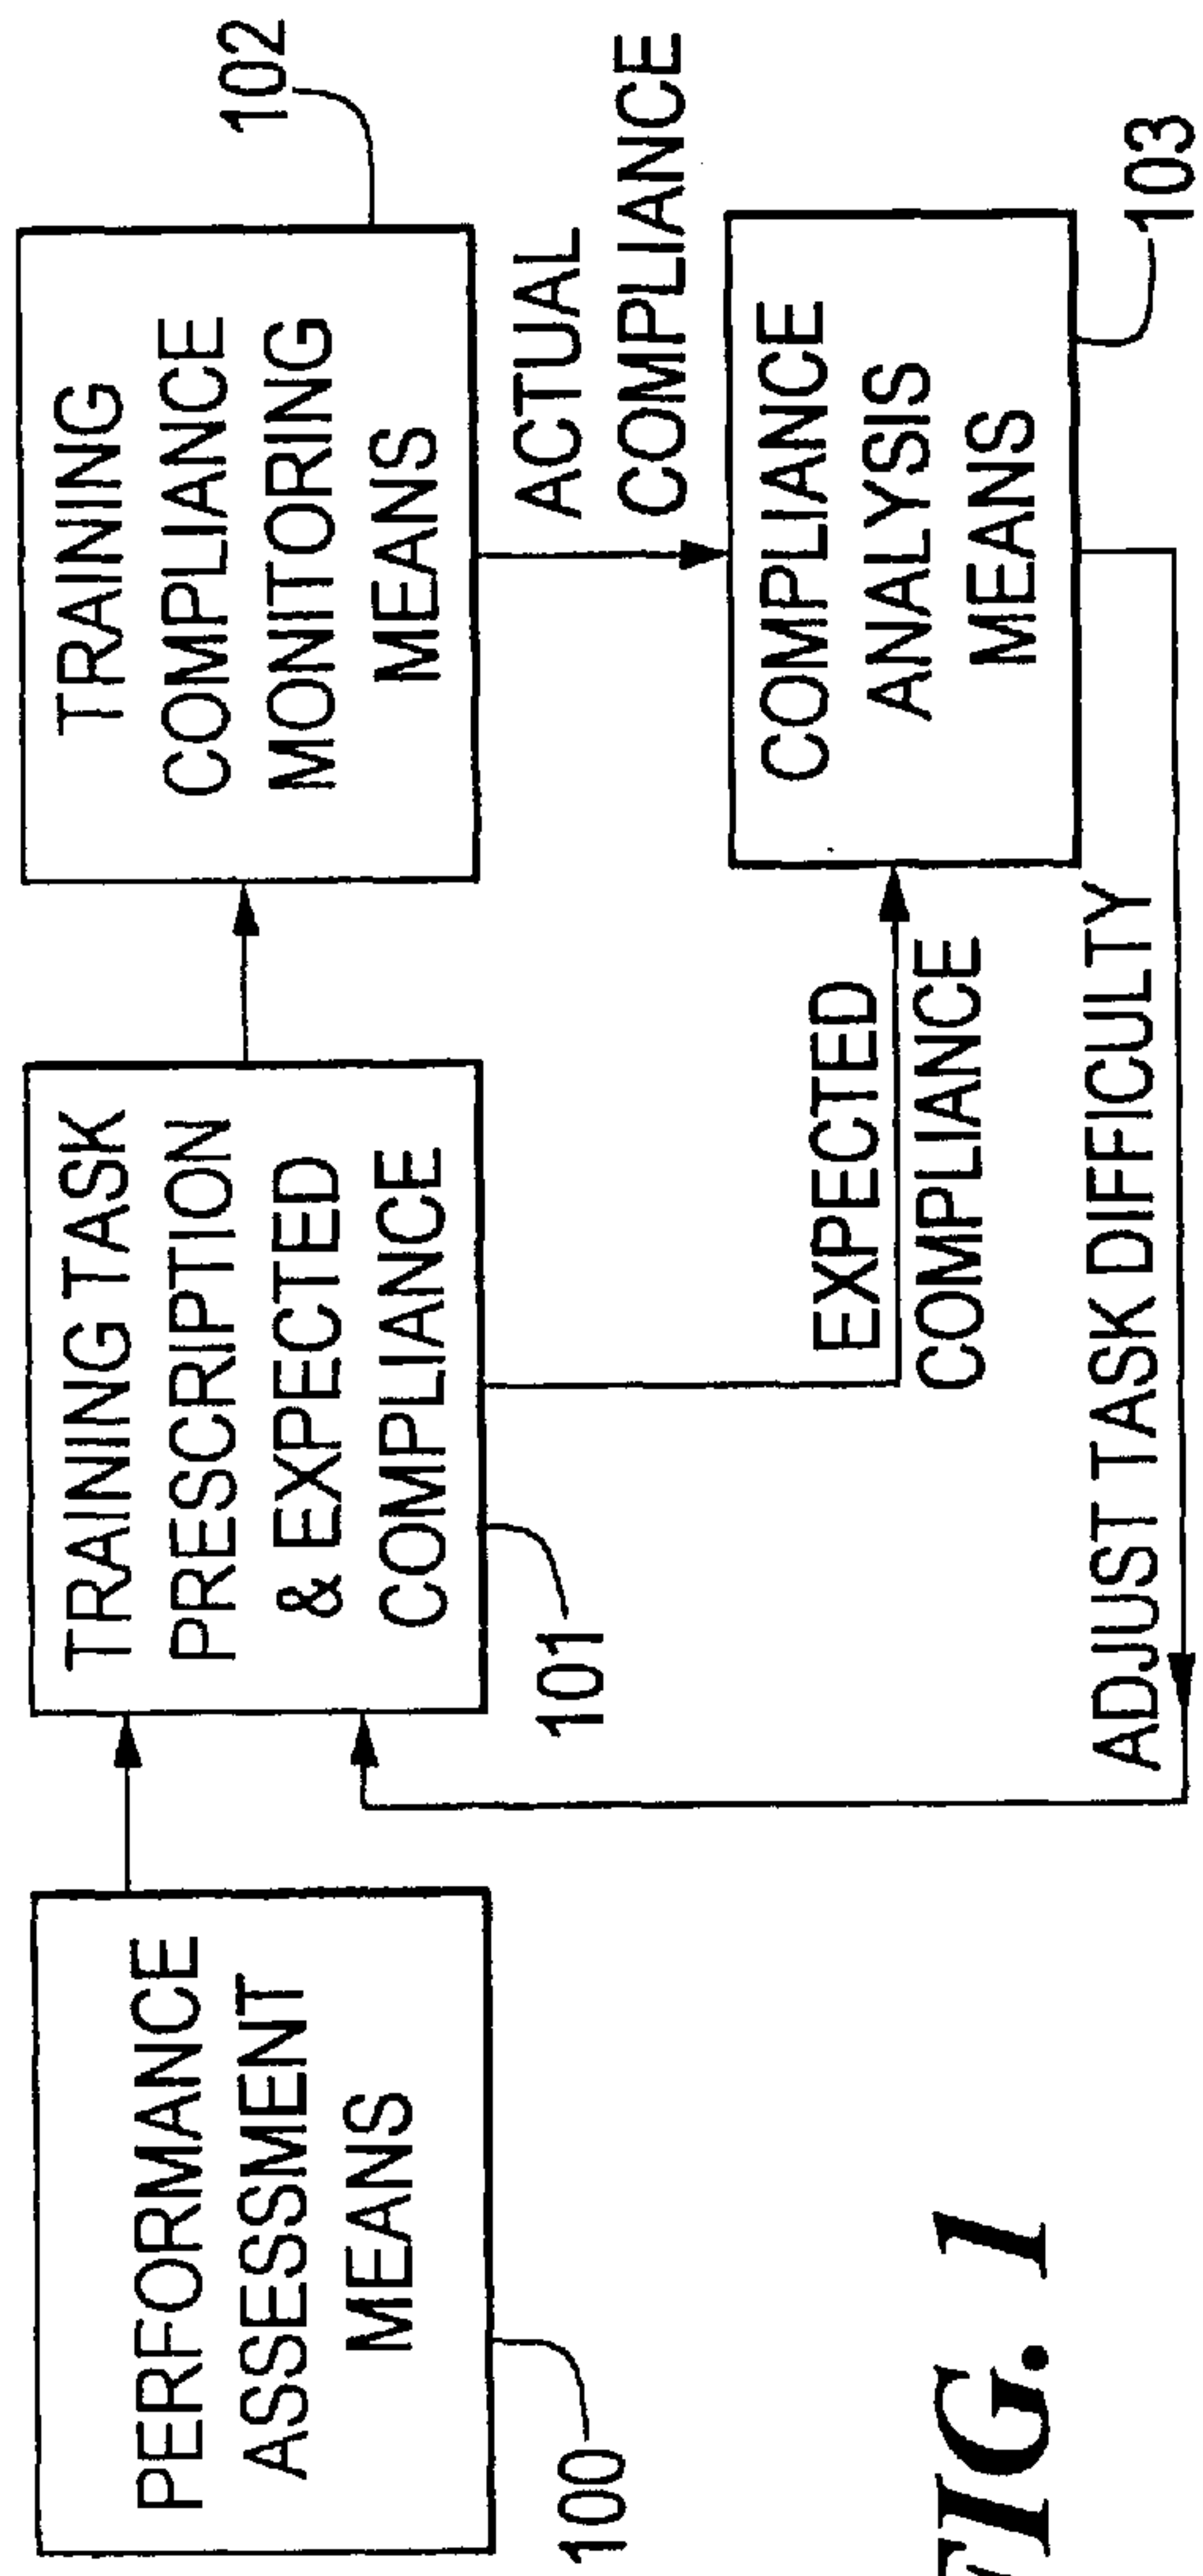 PERFORMANCE
ASSESSMENT
MEANS
100
TRAINING TASK
PRESCRIPTION
& EXPECTED
COMPLIANCE
101
TRAINING
COMPLIANCE
MONITORING
MEANS
102
ACTUAL
COMPLIANCE
EXPECTED
COMPLIANCE
COMPLIANCE
ANALYSIS
MEANS
103
ADJUST TASK DIFFICULTY
FIG. 1